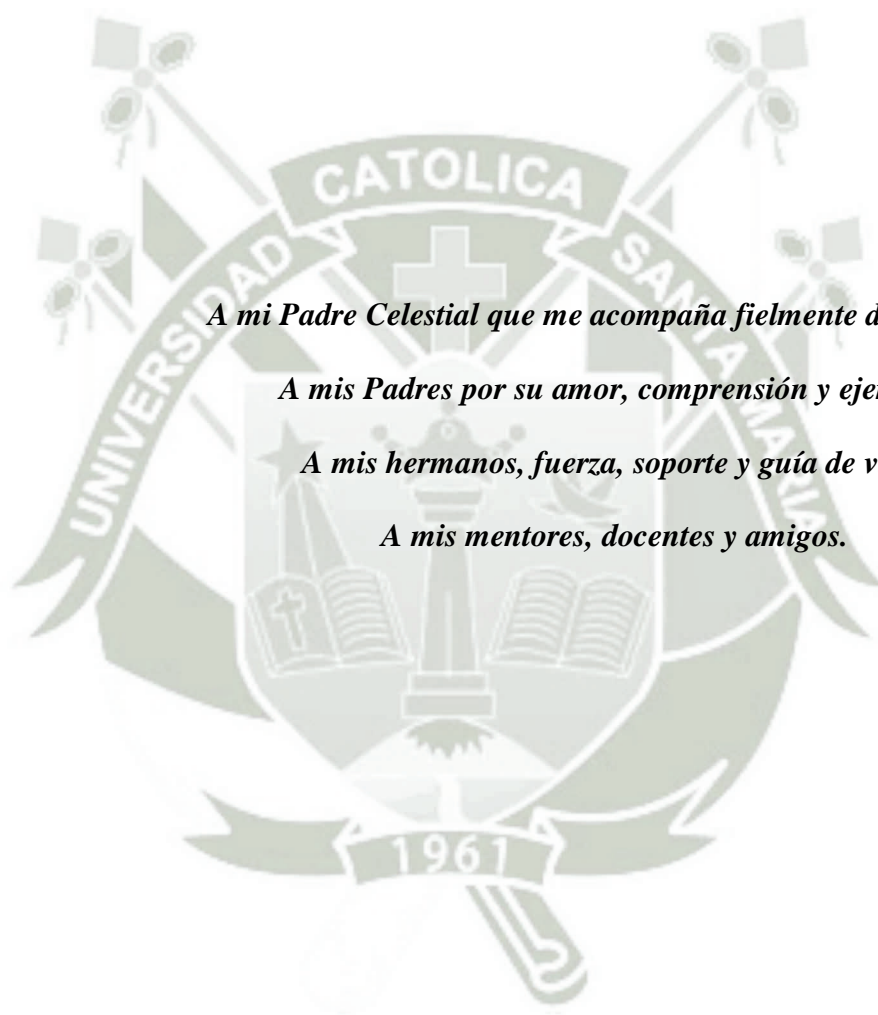 UNIVERSIDAD CATOLICA SANTA MARIA
A mi Padre Celestial que me acompaña fielmente
A mis Padres por su amor, comprensión y
A mis hermanos, fuerza, soporte y guía de
A mis mentores, docentes y amigos.
1961